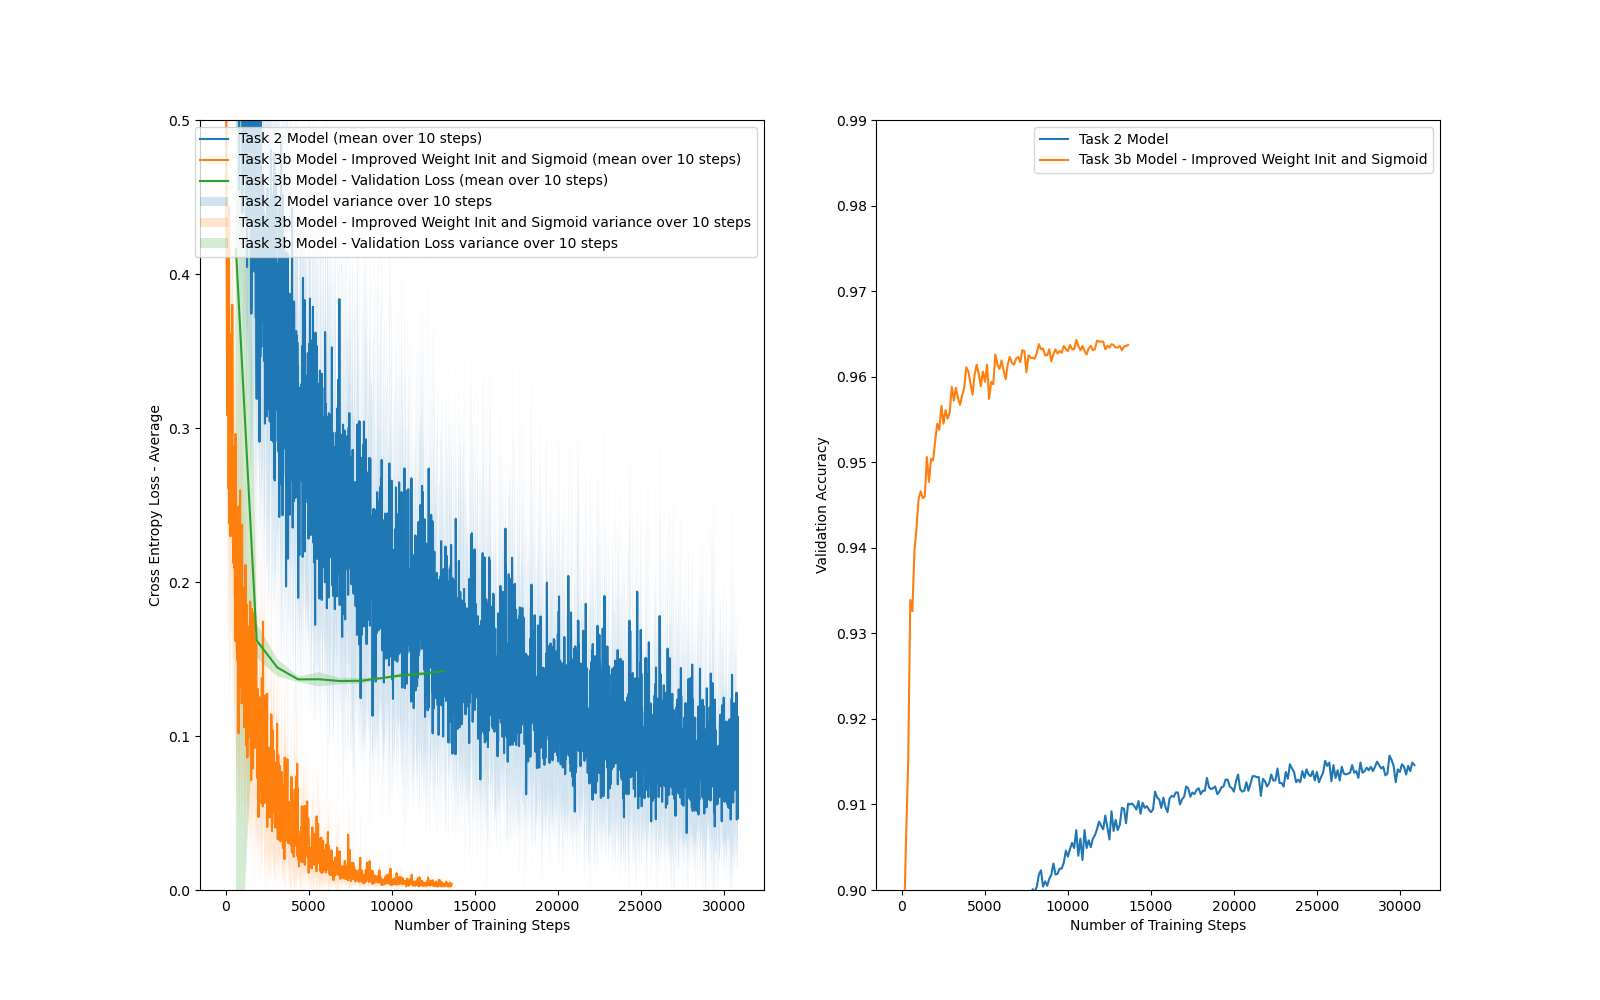 0.5
0.4
0.3
0.2
0.1
0.0
Cross Entropy Loss - Average
Task 2 Model (mean over 10 steps)
Task 3b Model - Improved Weight Init and Sigmoid (mean over 10 steps)
Task 3b Model - Validation Loss (mean over 10 steps)
Task 2 Model variance over 10 steps
Task 3b Model - Improved Weight Init and Sigmoid variance over 10 steps
Task 3b Model - Validation Loss variance over 10 steps
0 5000 10000 15000 20000 25000 30000
Number of Training Steps
0.99
0.98
0.97
0.96
0.95
0.94
0.93
0.92
0.91
0.90
Validation Accuracy
Task 2 Model
Task 3b Model - Improved Weight Init and Sigmoid
0 5000 10000 15000 20000 25000 30000
Number of Training Steps